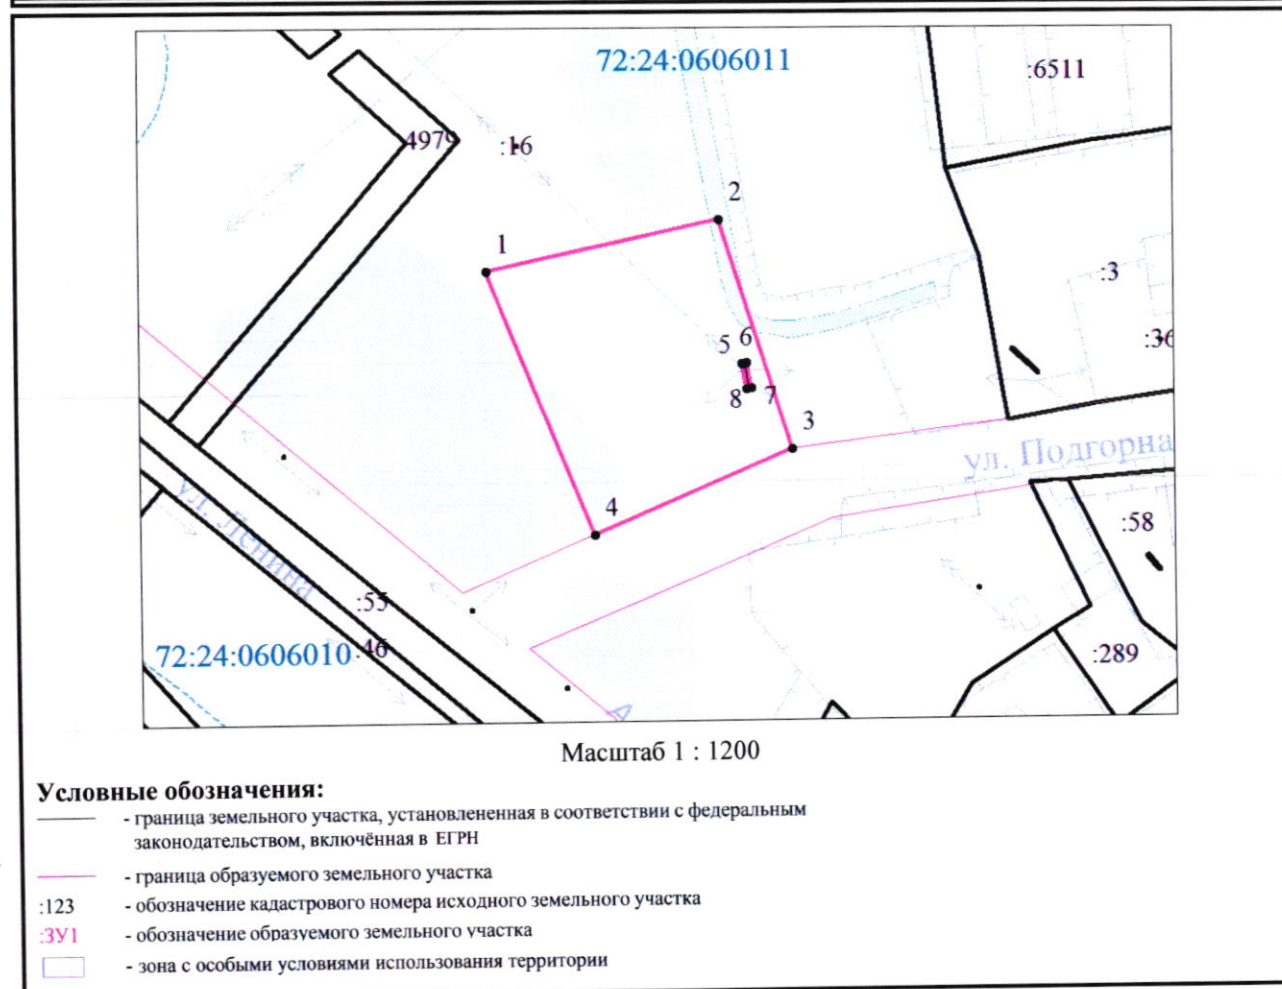 72:24:0606011
:6511
4979
:16
2
1
:3
:36
5 6
8 7
3
ул. Подгорна
4
:58
ул. Ленина
:55
:46
72:24:0606010
:289
Масштаб 1 : 1200
Условные обозначения:
- граница земельного участка, установлененная в соответствии с федеральным
законодательством, включённая в ЕГРН
- граница образуемого земельного участка
:123 - обозначение кадастрового номера исходного земельного участка
:ЗУ1 - обозначение образуемого земельного участка
- зона с особыми условиями использования территории